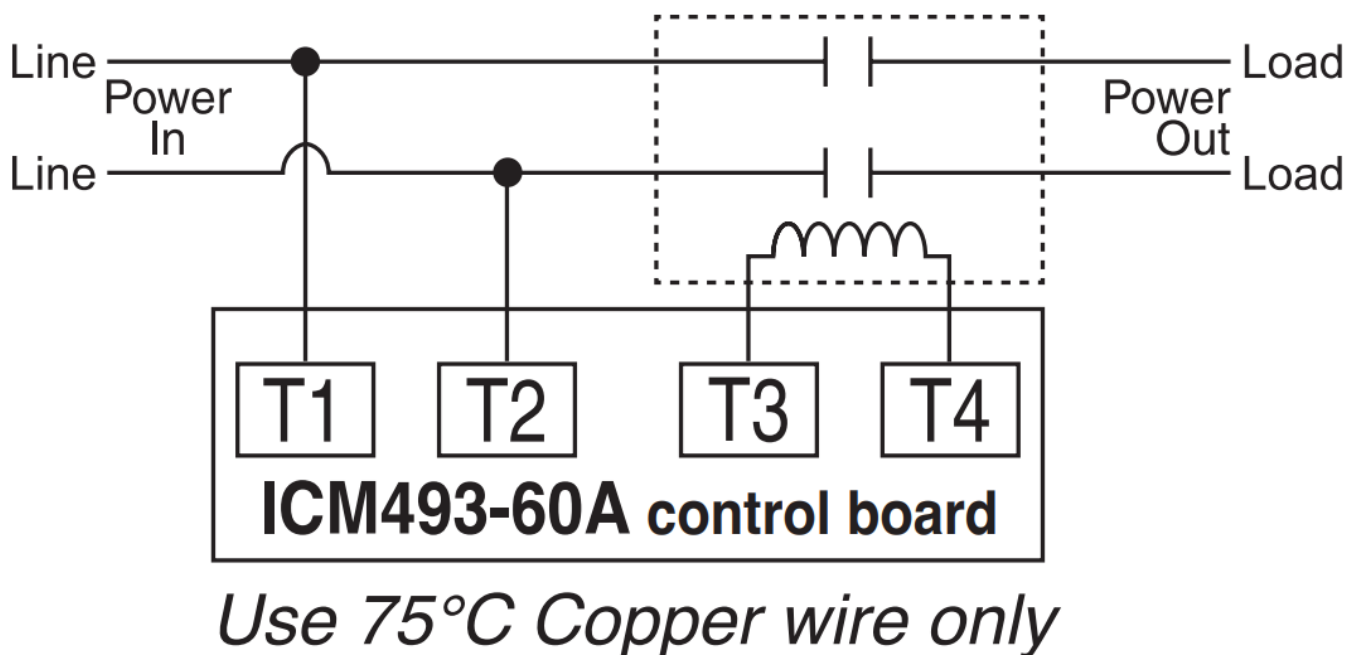 Line
Load
Power
In
Power
Out
Line
Load
T1
T2
T3
T4
ICM493-60A control board
Use 75°C Copper wire only